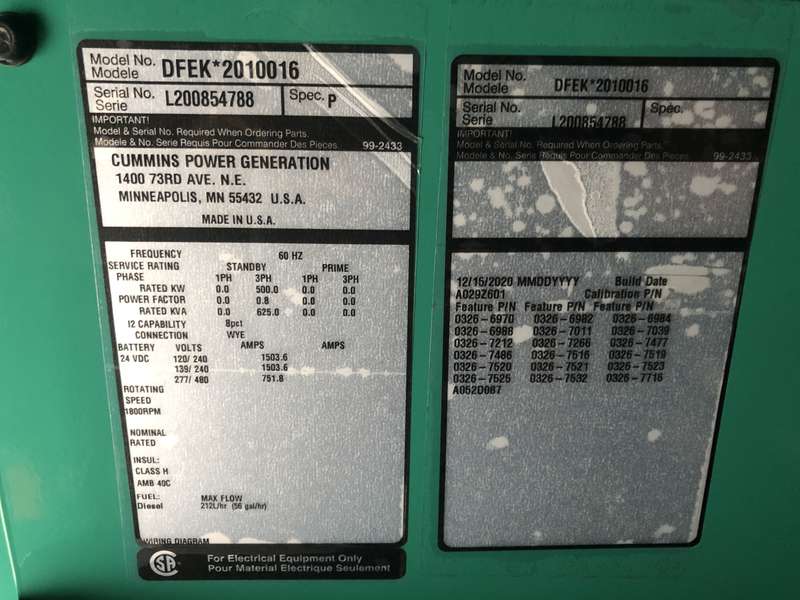 Model No.
Modele DFEK*2010016
Serial No.
Serie L200854788 Spec. P
IMPORTANT!
Model & Serial No. Required When Ordering Parts.
Modele & No. Serie Requis Pour Commander Des Pieces 99-2433
CUMMINS POWER GENERATION
1400 73RD AVE. N.E.
MINNEAPOLIS, MN 55432 U.S.A.
MADE IN U.S.A.
FREQUENCY 60 HZ
SERVICE RATING STANDBY PRIME
PHASE 1PH 3PH 1PH 3PH
RATED KW 0.0 500.0 0.0 0.0
POWER FACTOR 0.0 0.8 0.0 0.0
RATED KVA 0.0 625.0 0.0 0.0
I2 CAPABILITY 8pct
CONNECTION WYE
BATTERY VOLTS AMPS AMPS
24 VDC 120/240 1503.6
139/240 1503.6
277/480 751.8
ROTATING
SPEED
1800RPM
NOMINAL
RATED
INSUL:
CLASS H
AMB 40C
FUEL: MAX FLOW
Diesel 212L/hr (56 gal/hr)
WIRING DIAGRAM
SA
For Electrical Equipment Only
Pour Material Electrique Seulement
Model No.
Modele DFEK*2010016
Serial No.
Serie L200854788 Spec.
IMPORTANT!
Model & Serial No. Required When Ordering Parts.
Modele & No. Serie Requis Pour Commander Des Pieces. 99-2433
12/15/2020 MMDDYYYY Build Date
A029Z601 Calibration P/N
Feature P/N Feature P/N Feature P/N
0326-6970 0326-6982 0326-6984
0326-6988 0326-7011 0326-7039
0326-7212 0326-7266 0326-7477
0326-7486 0326-7516 0326-7519
0326-7520 0326-7521 0326-7523
0326-7525 0326-7532 0326-7716
A052D087